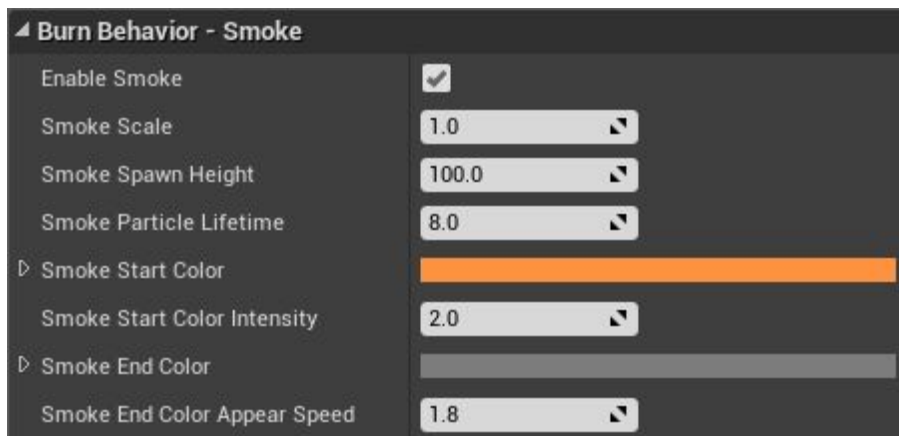 Burn Behavior - Smoke
Enable Smoke
Smoke Scale 1.0
Smoke Spawn Height 100.0
Smoke Particle Lifetime 8.0
Smoke Start Color
Smoke Start Color Intensity 2.0
Smoke End Color
Smoke End Color Appear Speed 1.8